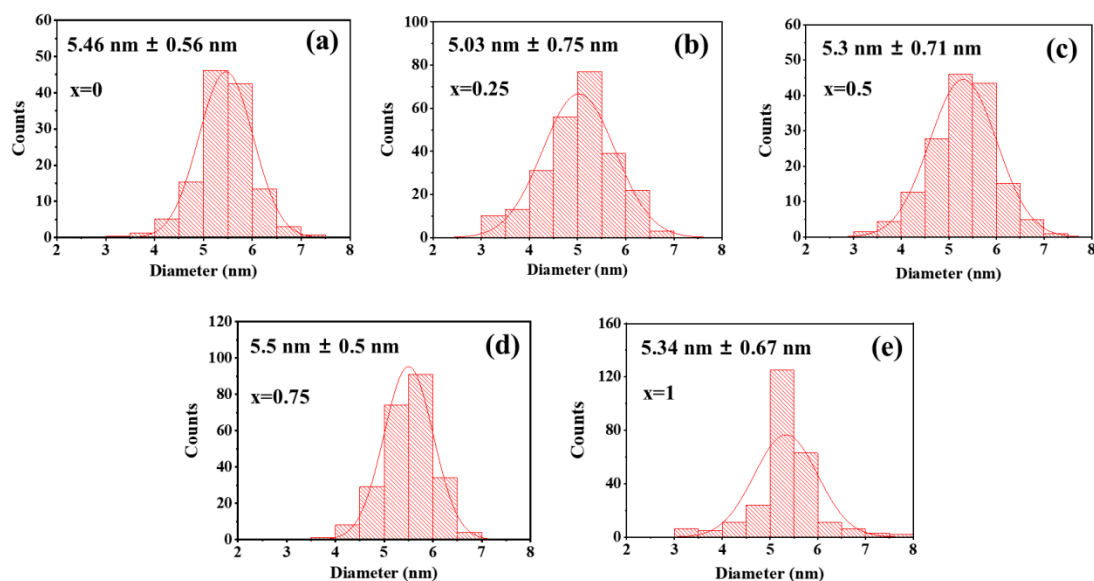 5.46 nm ± 0.56 nm (a)
x=0
60
50
40
30
20
10
0
2 3 4 5 6 7 8
Counts
Diameter (nm)
5.03 nm ± 0.75 nm (b)
x=0.25
100
80
60
40
20
0
2 3 4 5 6 7 8
Counts
Diameter (nm)
5.3 nm ± 0.71 nm (c)
x=0.5
60
50
40
30
20
10
0
2 3 4 5 6 7 8
Counts
Diameter (nm)
5.5 nm ± 0.5 nm (d)
x=0.75
120
100
80
60
40
20
0
2 3 4 5 6 7 8
Counts
Diameter (nm)
5.34 nm ± 0.67 nm (e)
x=1
160
120
80
40
0
2 3 4 5 6 7 8
Counts
Diameter (nm)